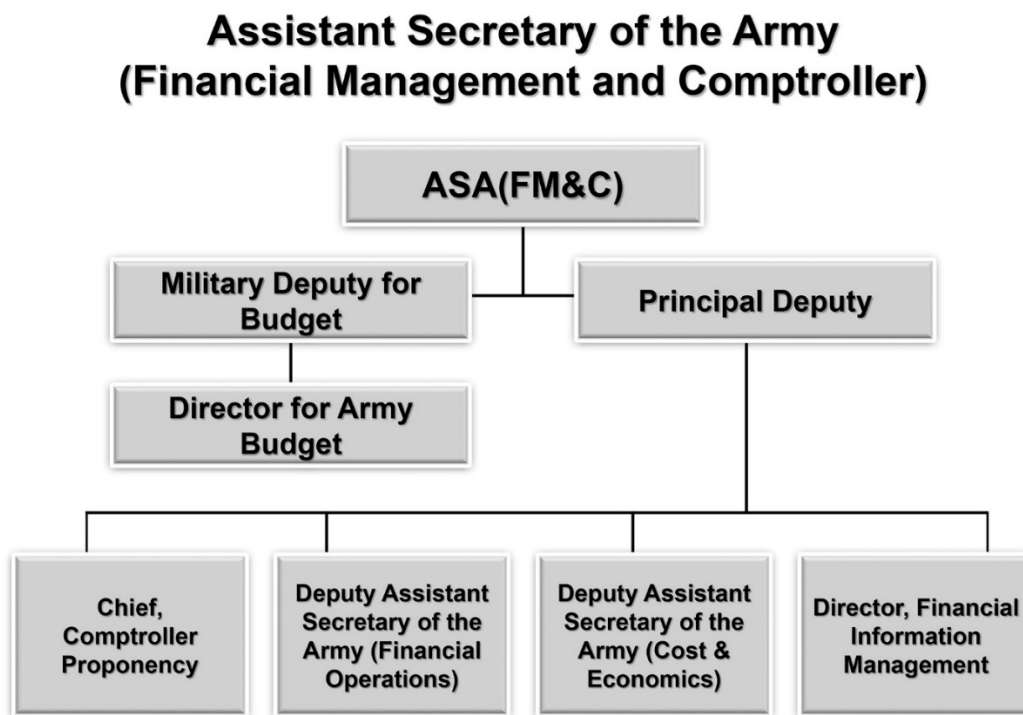 Assistant Secretary of the Army
(Financial Management and Comptroller)
ASA(FM&C)
Military Deputy for
Budget
Principal Deputy
Director for Army
Budget
Chief,
Comptroller
Proponency
Deputy Assistant
Secretary of the
Army (Financial
Operations)
Deputy Assistant
Secretary of the
Army (Cost &
Economics)
Director, Financial
Information
Management